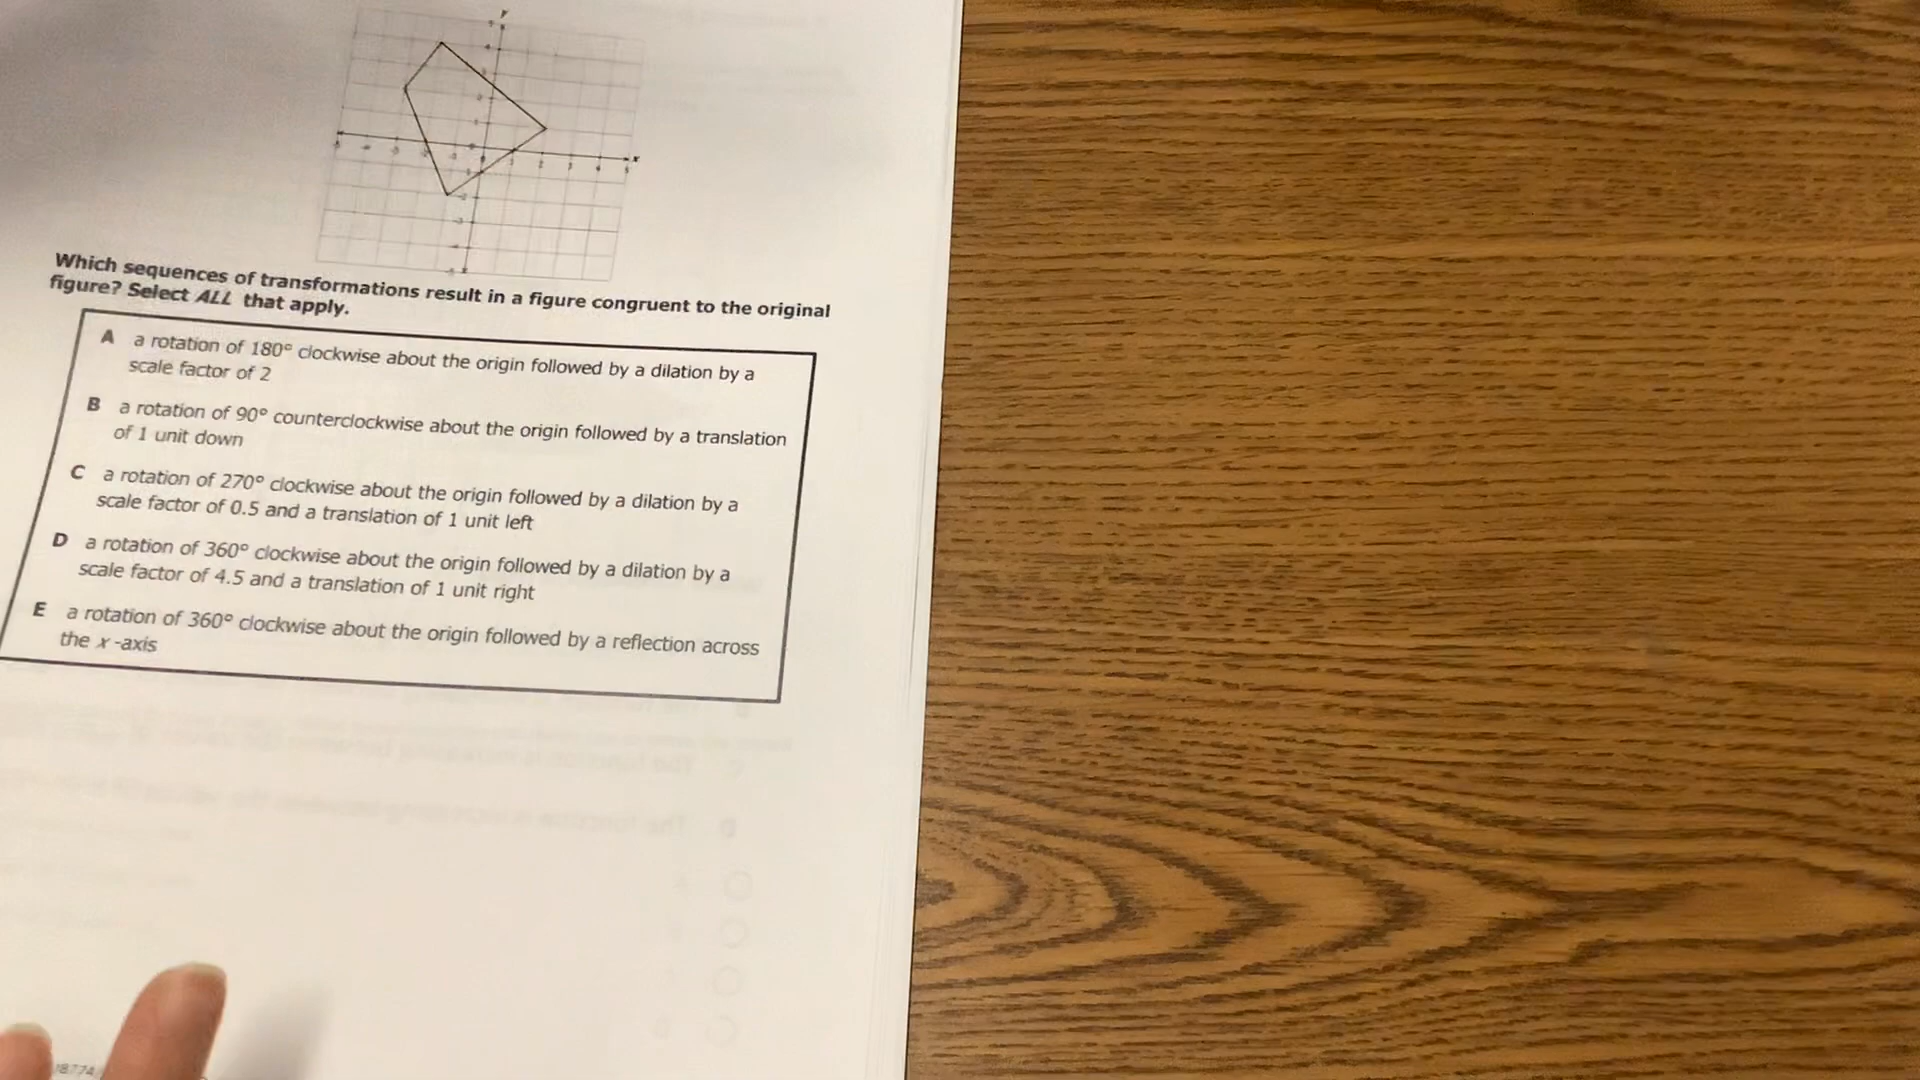 y
x
Which sequences of transformations result in a figure congruent to the original
figure? Select ALL that apply.
A a rotation of 180° clockwise about the origin followed by a dilation by a
scale factor of 2
B a rotation of 90° counterclockwise about the origin followed by a translation
of 1 unit down
C a rotation of 270° clockwise about the origin followed by a dilation by a
scale factor of 0.5 and a translation of 1 unit left
D a rotation of 360° clockwise about the origin followed by a dilation by a
scale factor of 4.5 and a translation of 1 unit right
E a rotation of 360° clockwise about the origin followed by a reflection across
the x-axis